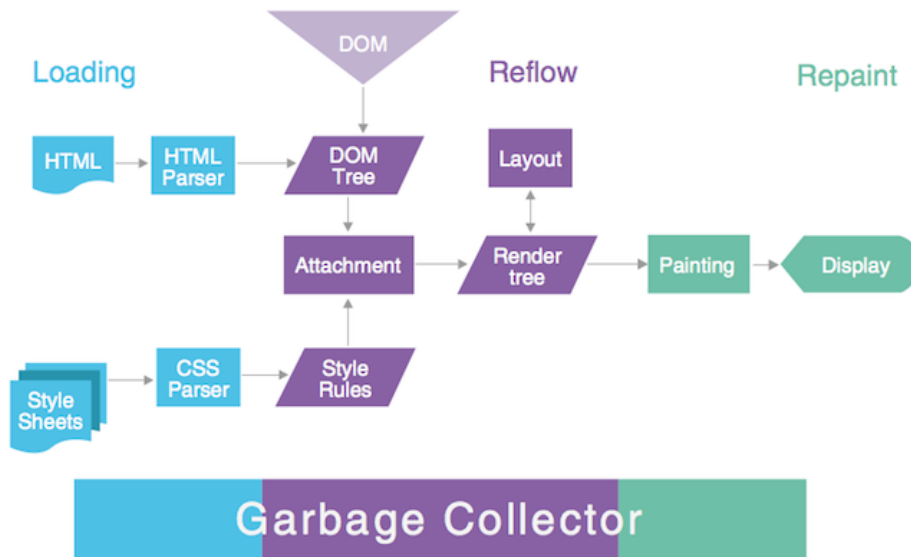 DOM
Loading
Reflow
Repaint
HTML
HTML
Parser
DOM
Tree
Layout
Attachment
Render
tree
Painting
Display
Style
Sheets
CSS
Parser
Style
Rules
Garbage Collector